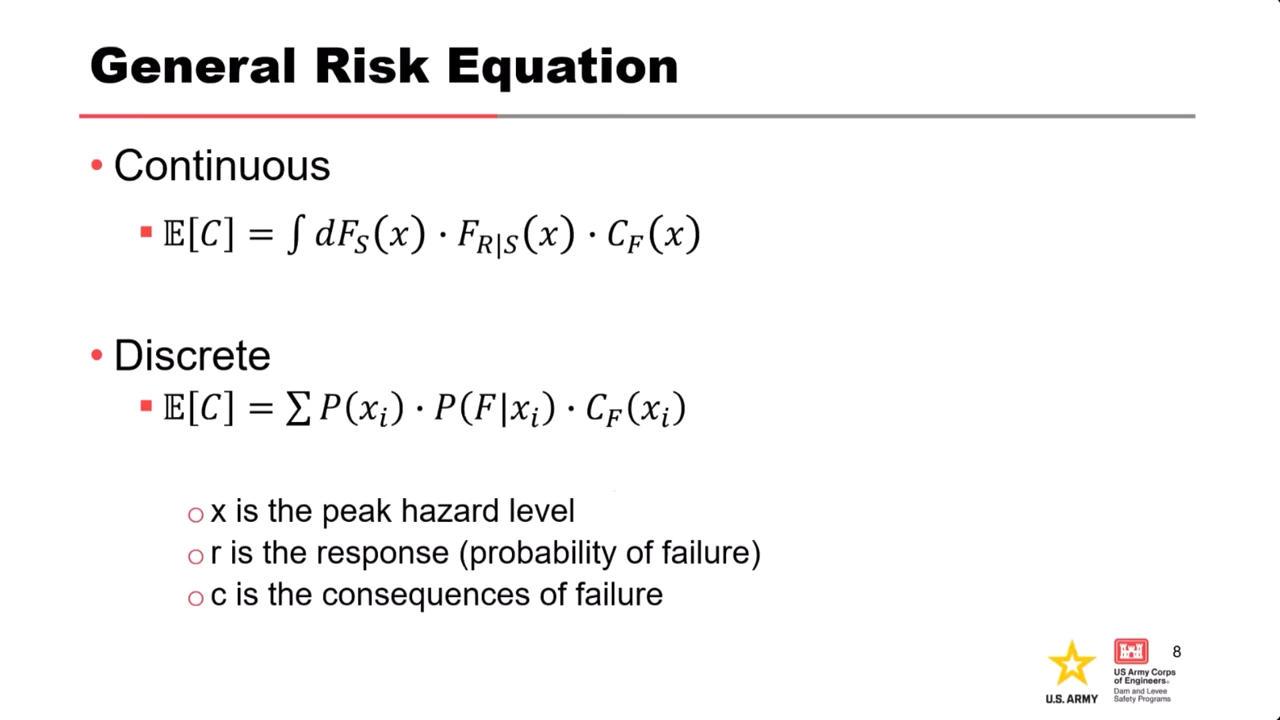 General Risk Equation
• Continuous
▪ 𝔼[C] = ∫ dF_S(x) · F_{R|S}(x) · C_F(x)
• Discrete
▪ 𝔼[C] = ∑ P(x_i) · P(F|x_i) · C_F(x_i)
o x is the peak hazard level
o r is the response (probability of failure)
o c is the consequences of failure
U.S. ARMY
US Army Corps
of Engineers®
Dam and Levee
Safety Programs
8